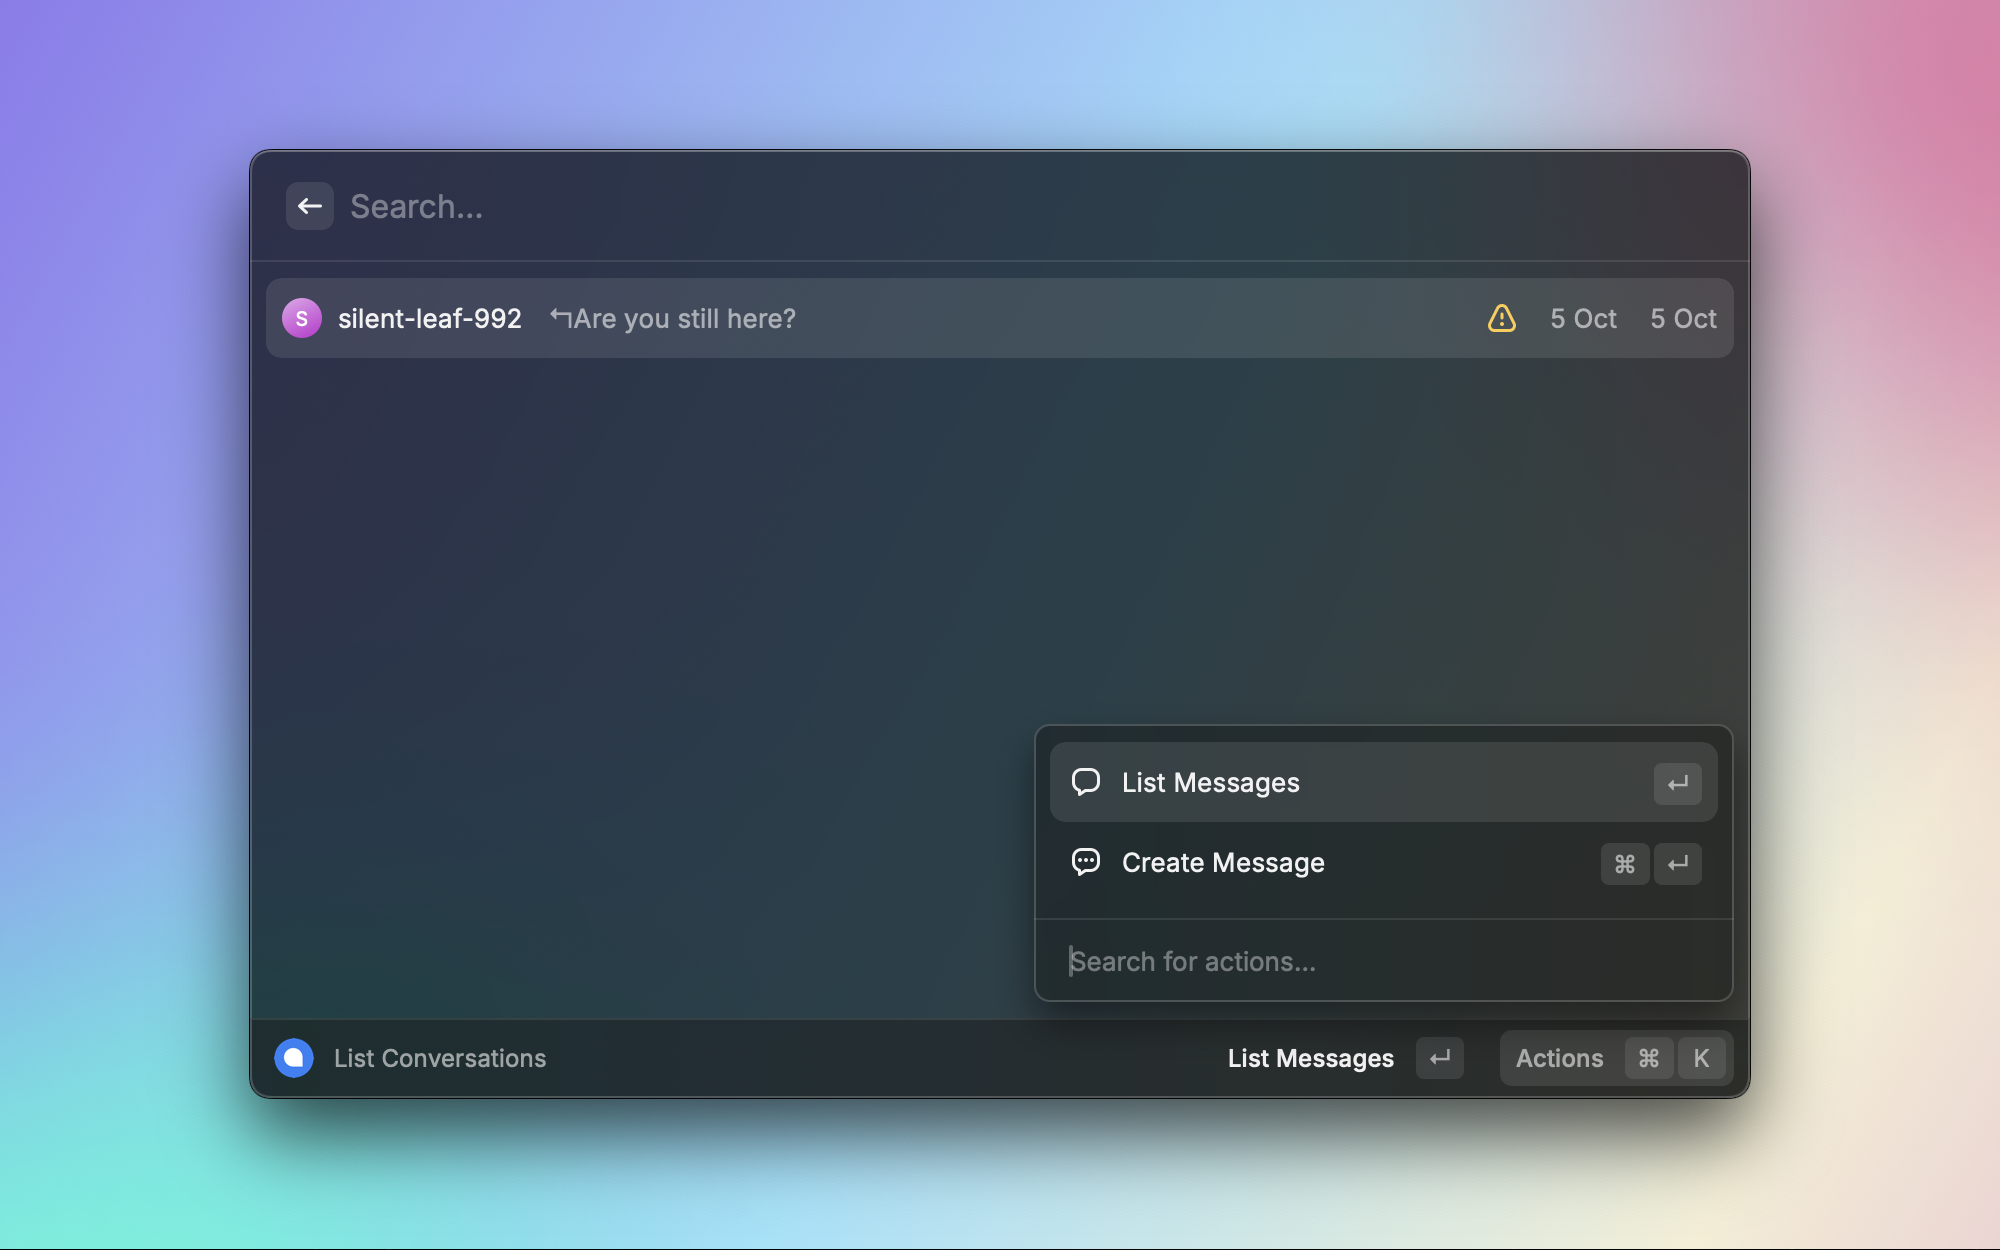 Search...
S silent-leaf-992 ↰Are you still here? 5 Oct 5 Oct
List Messages ↵
Create Message ⌘ ↵
Search for actions...
List Conversations List Messages ↵ Actions ⌘ K